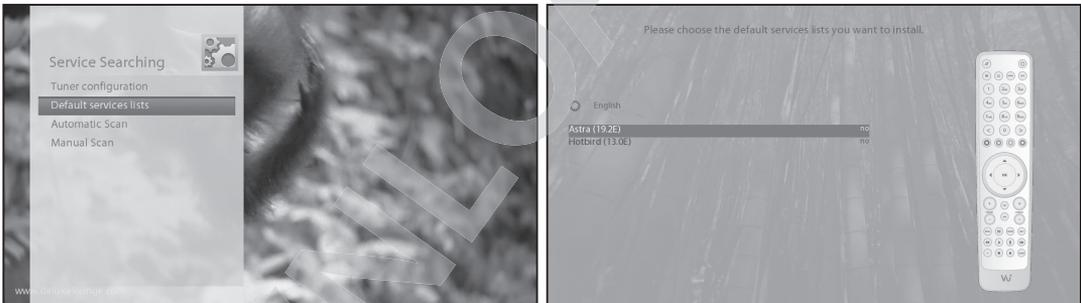 Service Searching
Tuner configuration
Default services lists
Automatic Scan
Manual Scan
Please choose the default services lists you want to install.
English
Astra (19.2E) no
Hotbird (13.0E) no